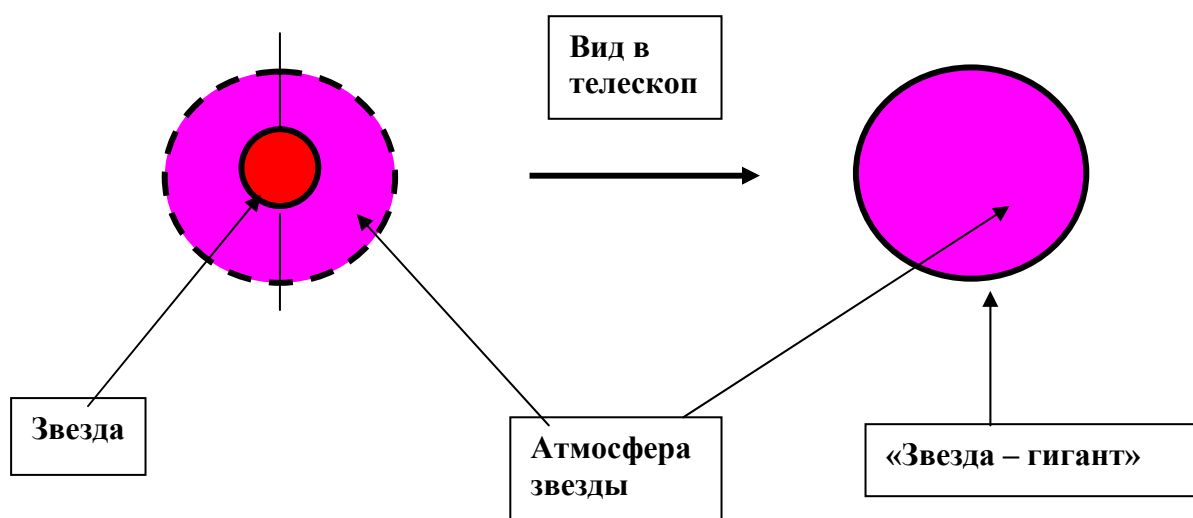 Вид в
телескоп
Звезда
Атмосфера
звезды
«Звезда – гигант»